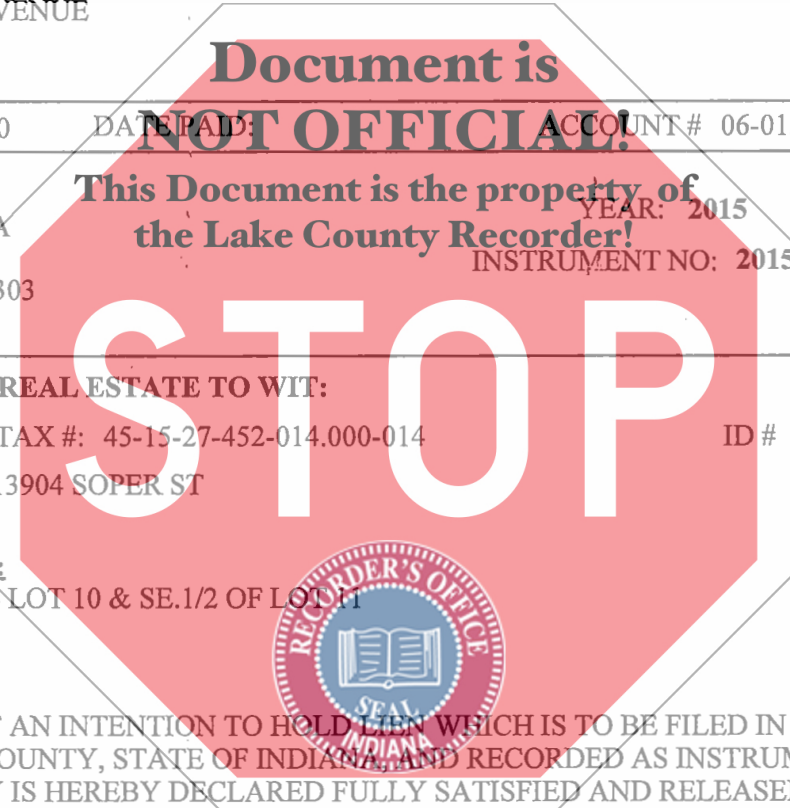 VENUE
Document is
NOT OFFICIAL!
DATE PAID: ACCOUNT # 06-01
This Document is the property of
the Lake County Recorder!
YEAR: 2015
INSTRUMENT NO: 2015
303
STOP
REAL ESTATE TO WIT:
TAX #: 45-15-27-452-014.000-014 ID #
13904 SOPER ST
LOT 10 & SE.1/2 OF LOT 11
RECORDER'S OFFICE
SEAL
INDIANA
AN INTENTION TO HOLD LIEN WHICH IS TO BE FILED IN
OUNTY, STATE OF INDIANA, AND RECORDED AS INSTRUM
Y IS HEREBY DECLARED FULLY SATISFIED AND RELEASE